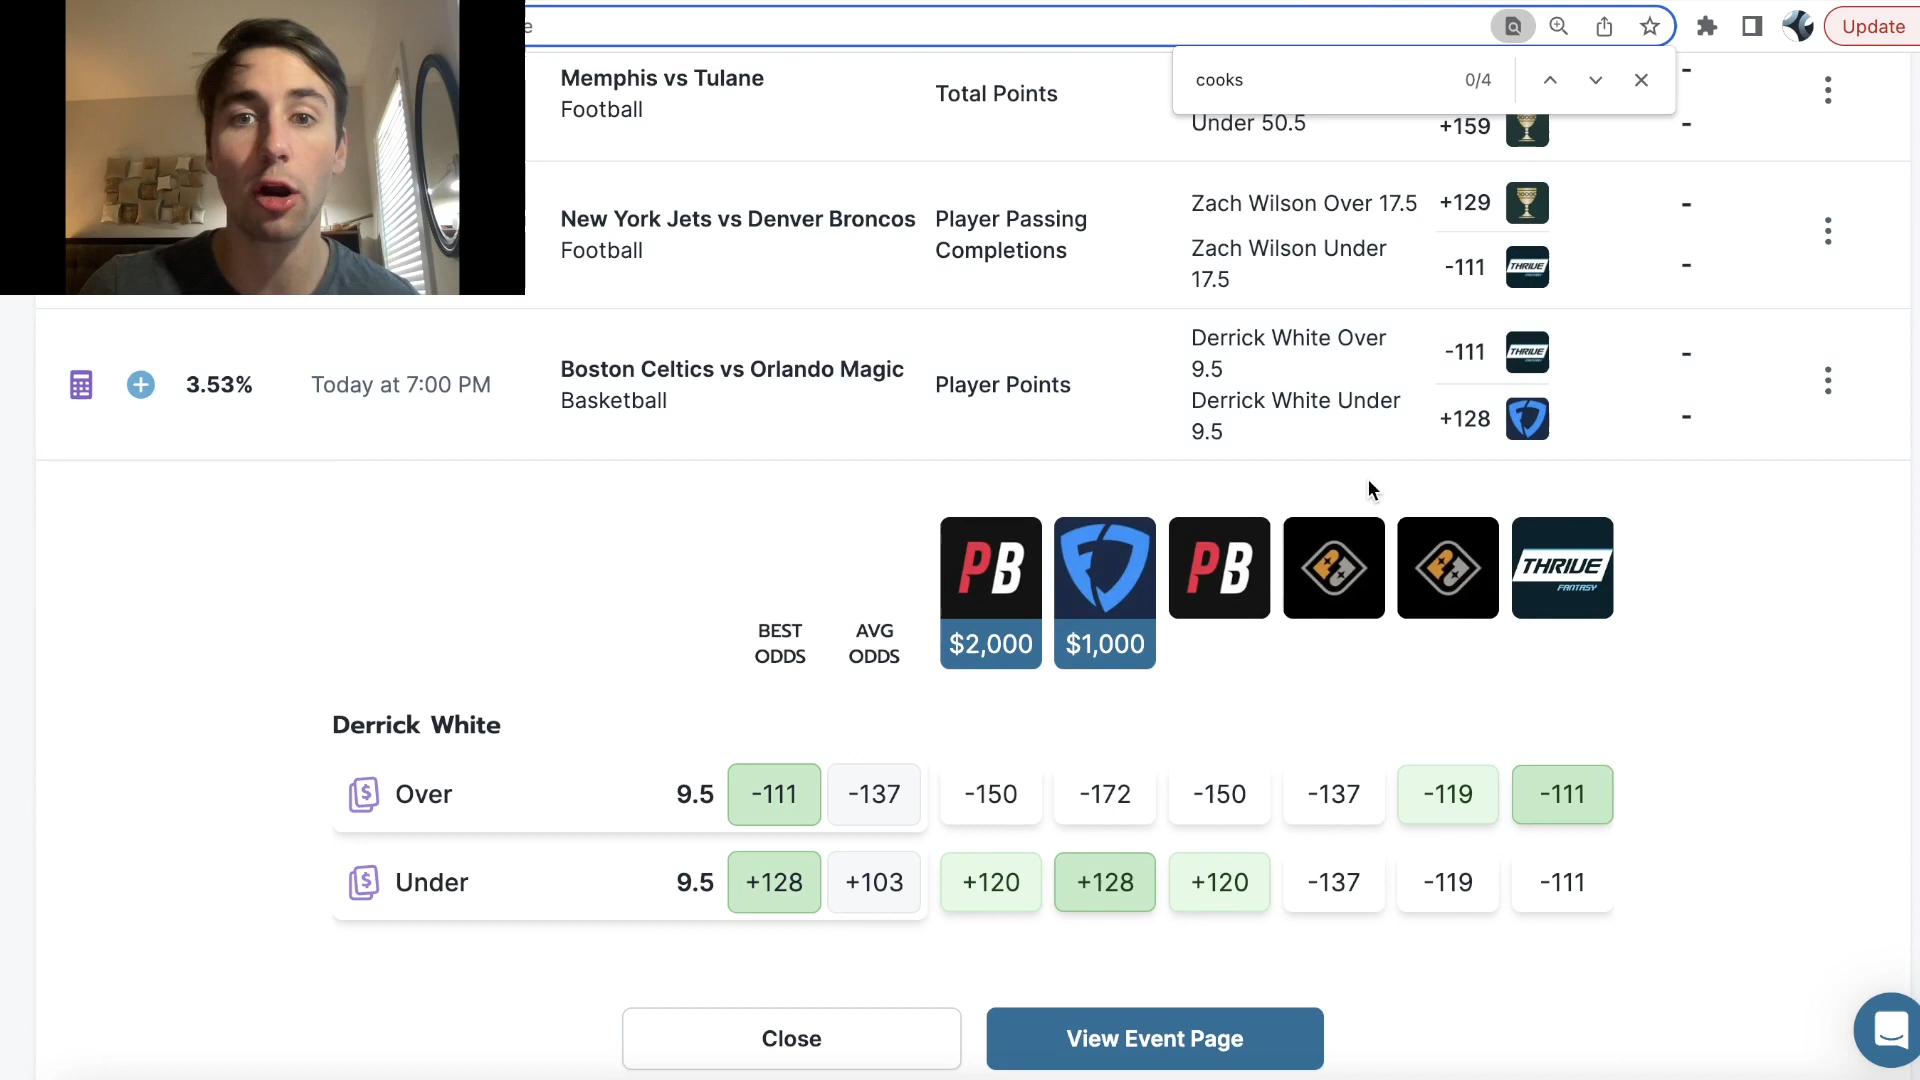 e
Update
cooks 0/4
Memphis vs Tulane
Football
Total Points
Under 50.5
+159
-
-
New York Jets vs Denver Broncos
Football
Player Passing
Completions
Zach Wilson Over 17.5 +129
-
Zach Wilson Under
17.5
-111
THRIVE
-
3.53%
Today at 7:00 PM
Boston Celtics vs Orlando Magic
Basketball
Player Points
Derrick White Over
9.5
-111
THRIVE
-
Derrick White Under
9.5
+128
-
BEST
ODDS
AVG
ODDS
PB
$2,000
$1,000
PB
THRIVE
FANTASY
Derrick White
Over 9.5 -111 -137 -150 -172 -150 -137 -119 -111
Under 9.5 +128 +103 +120 +128 +120 -137 -119 -111
Close
View Event Page